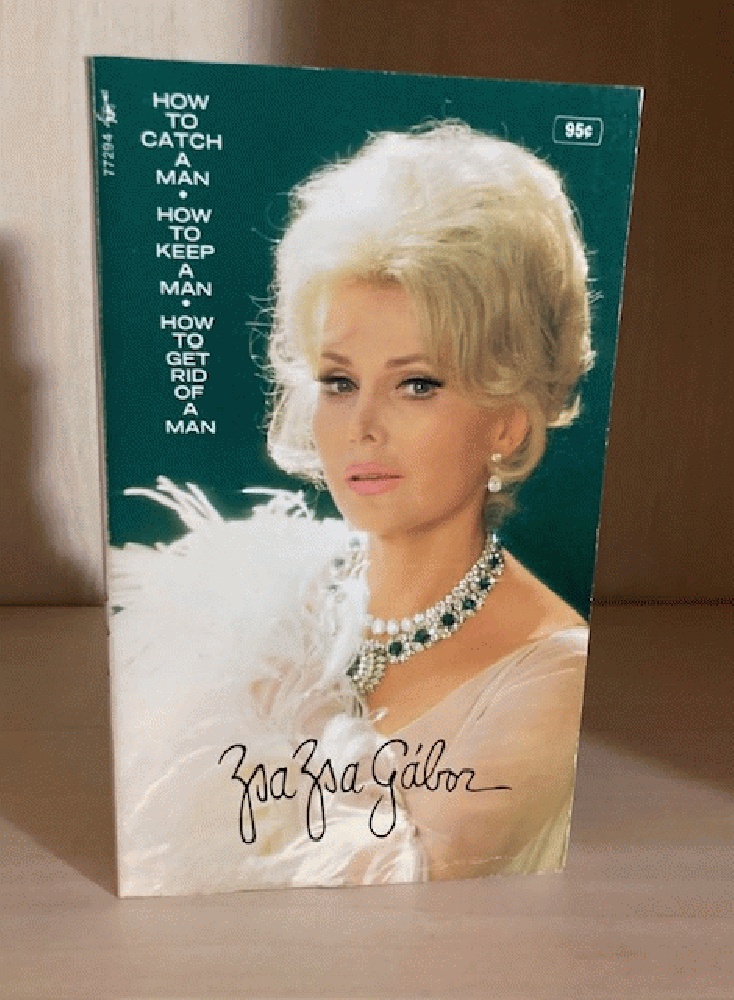 HOW
TO
CATCH
A
MAN
•
HOW
TO
KEEP
A
MAN
•
HOW
TO
GET
RID
OF
A
MAN
95¢
77294
Zsa Zsa Gábor